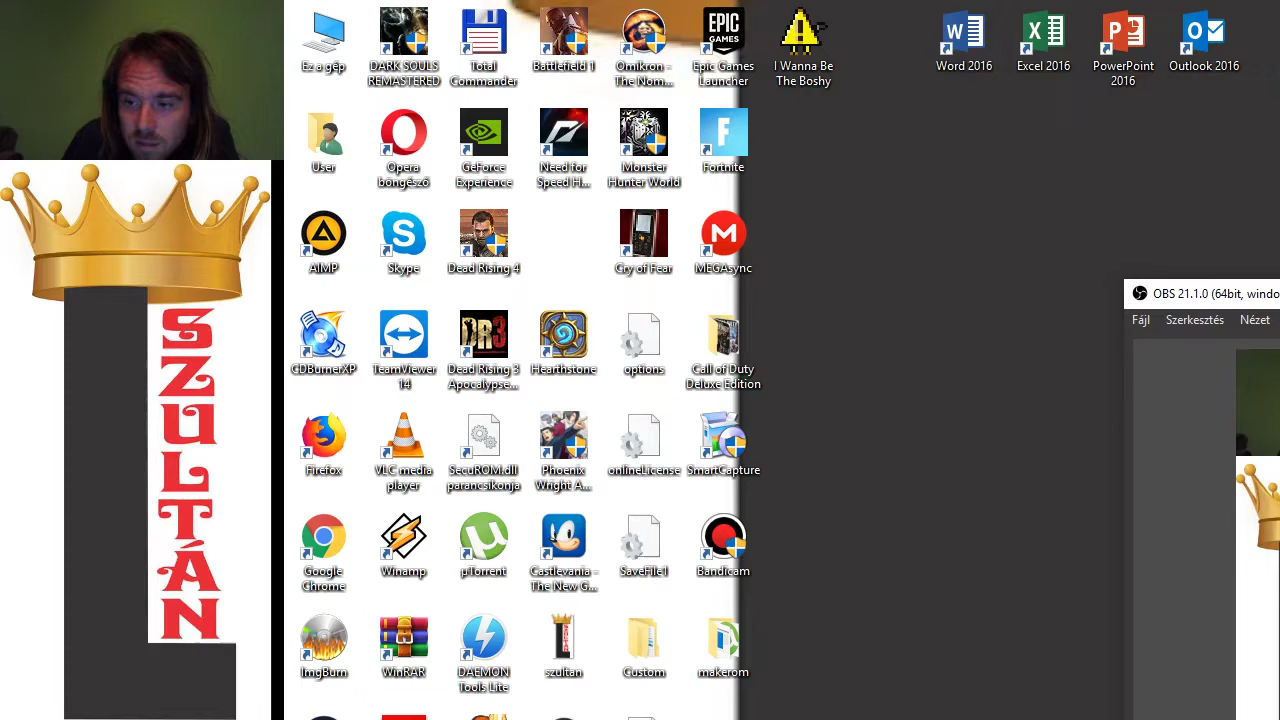 Ez a gép
DARK SOULS
REMASTERED
Total
Commander
Battlefield 1
Omikron -
The Nom...
EPIC
GAMES
Epic Games
Launcher
I Wanna Be
The Boshy
Word 2016
Excel 2016
PowerPoint
2016
Outlook 2016
User
Opera
böngésző
GeForce
Experience
Need for
Speed H...
Monster
Hunter World
Fortnite
AIMP
Skype
Dead Rising 4
Cry of Fear
MEGAsync
OBS 21.1.0 (64bit, windo
Fájl
Szerkesztés
Nézet
CDBurnerXP
TeamViewer
14
DR3
Dead Rising 3
Apocalypse...
Hearthstone
options
Call of Duty
Deluxe Edition
Firefox
VLC media
player
SecuROM.dll
parancsikonja
Phoenix
Wright A...
onlineLicense
SmartCapture
Google
Chrome
Winamp
µTorrent
Castlevania -
The New G...
SaveFile1
Bandicam
ImgBurn
WinRAR
DAEMON
Tools Lite
szultan
Custom
makerom
SZULTÁN